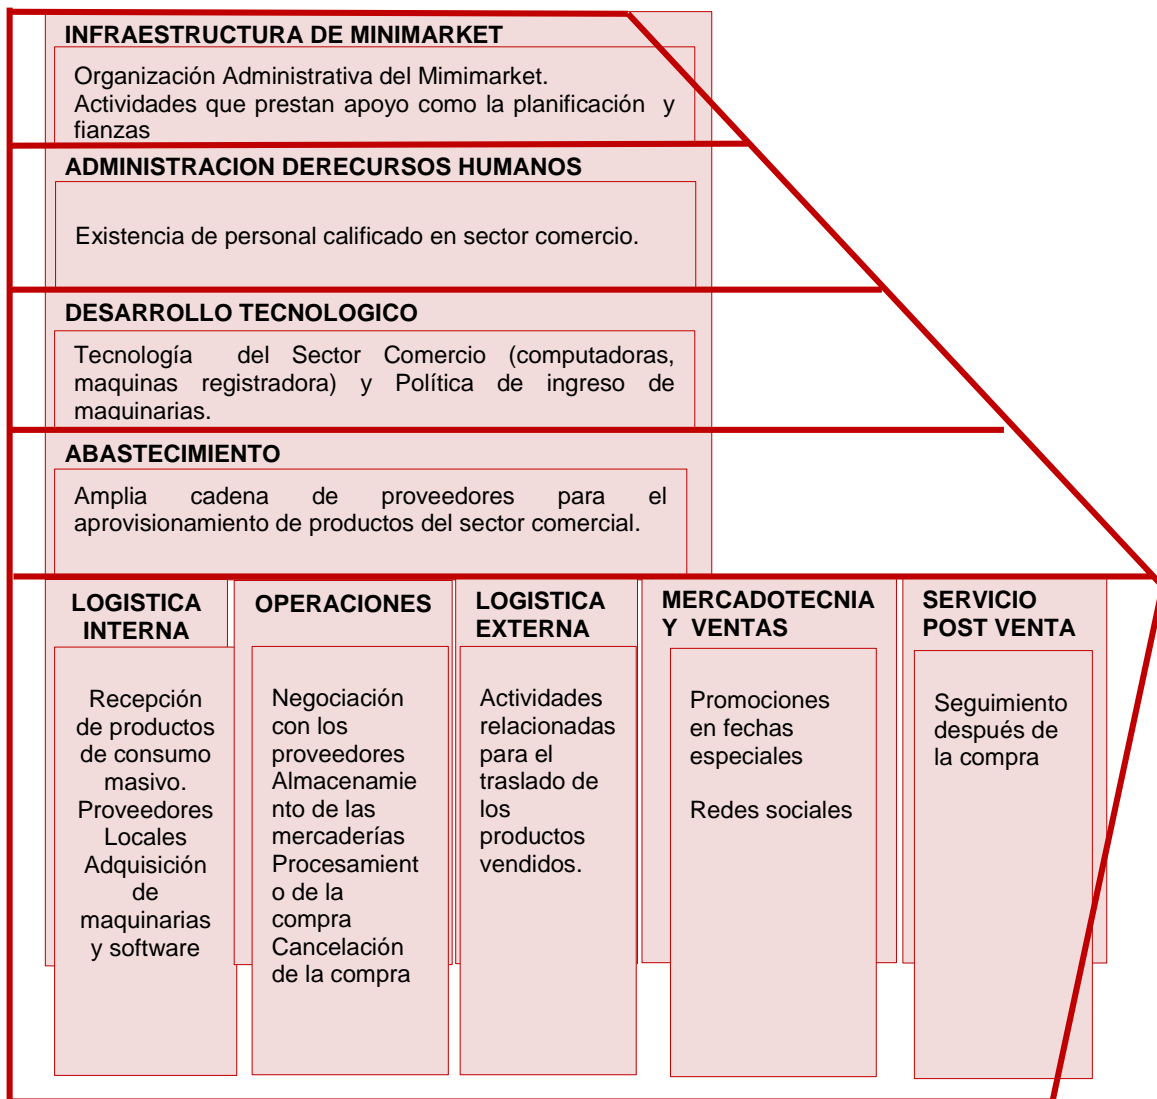 INFRAESTRUCTURA DE MINIMARKET
Organización Administrativa del Mimimarket.
Actividades que prestan apoyo como la planificación y
fianzas
ADMINISTRACION DERECURSOS HUMANOS
Existencia de personal calificado en sector comercio.
DESARROLLO TECNOLOGICO
Tecnología del Sector Comercio (computadoras,
maquinas registradora) y Política de ingreso de
maquinarias.
ABASTECIMIENTO
Amplia cadena de proveedores para el
aprovisionamiento de productos del sector comercial.
LOGISTICA
INTERNA
Recepción
de productos
de consumo
masivo.
Proveedores
Locales
Adquisición
de
maquinarias
y software
OPERACIONES
Negociación
con los
proveedores
Almacenamie
nto de las
mercaderías
Procesamient
o de la
compra
Cancelación
de la compra
LOGISTICA
EXTERNA
Actividades
relacionadas
para el
traslado de
los
productos
vendidos.
MERCADOTECNIA
Y VENTAS
Promociones
en fechas
especiales
Redes sociales
SERVICIO
POST VENTA
Seguimiento
después de
la compra